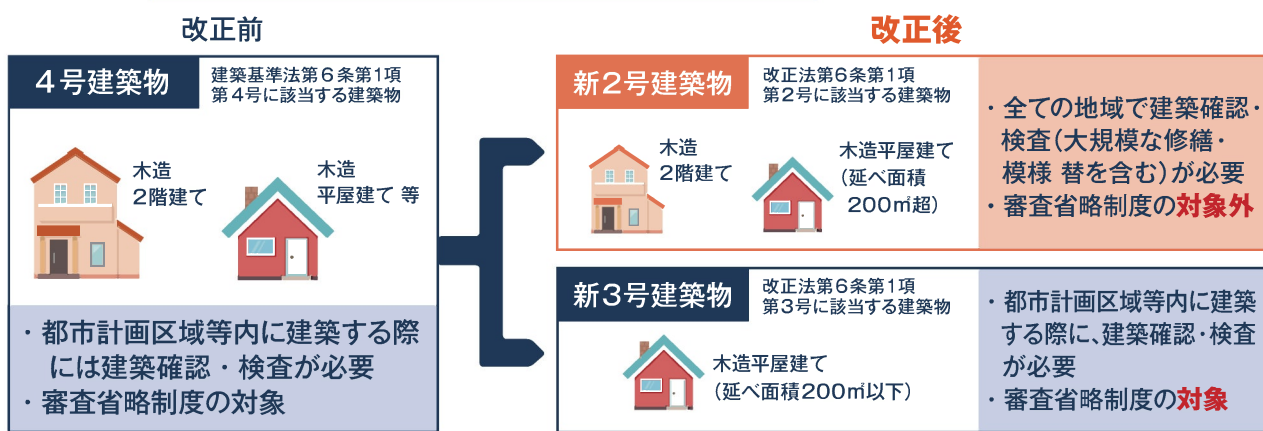 改正前
4号建築物
建築基準法第6条第1項
第4号に該当する建築物
木造
2階建て
木造
平屋建て 等
・都市計画区域等内に建築する際
には建築確認・検査が必要
・審査省略制度の対象
改正後
新2号建築物
改正法第6条第1項
第2号に該当する建築物
木造
2階建て
木造平屋建て
(延べ面積
200㎡超)
・全ての地域で建築確認・
検査(大規模な修繕・
模様 替を含む)が必要
・審査省略制度の対象外
新3号建築物
改正法第6条第1項
第3号に該当する建築物
木造平屋建て
(延べ面積200㎡以下)
・都市計画区域等内に建築
する際に、建築確認・検査
が必要
・審査省略制度の対象